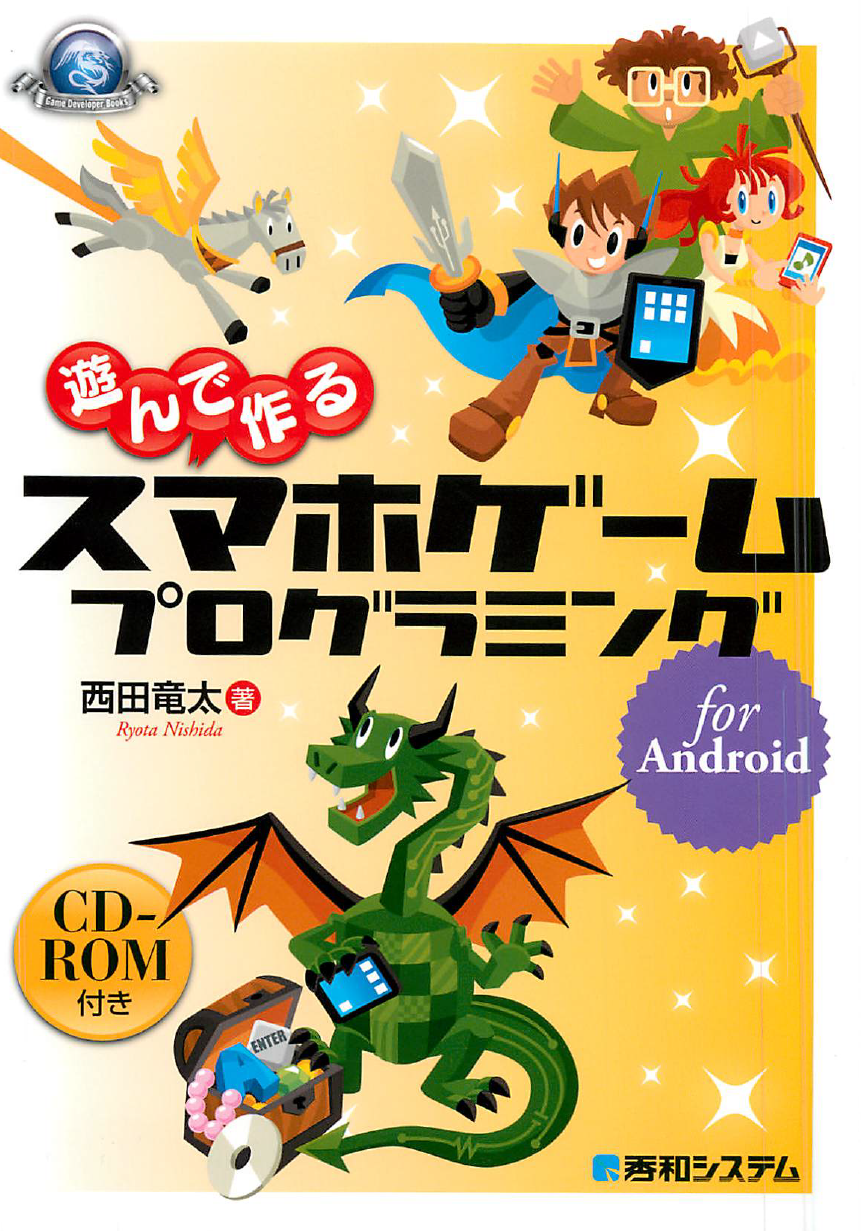 Game Developer Books
遊んで作る
スマホゲーム
プログラミング
西田竜太 著
Ryota Nishida
for
Android
CD-
ROM
付き
ENTER
A
秀和システム